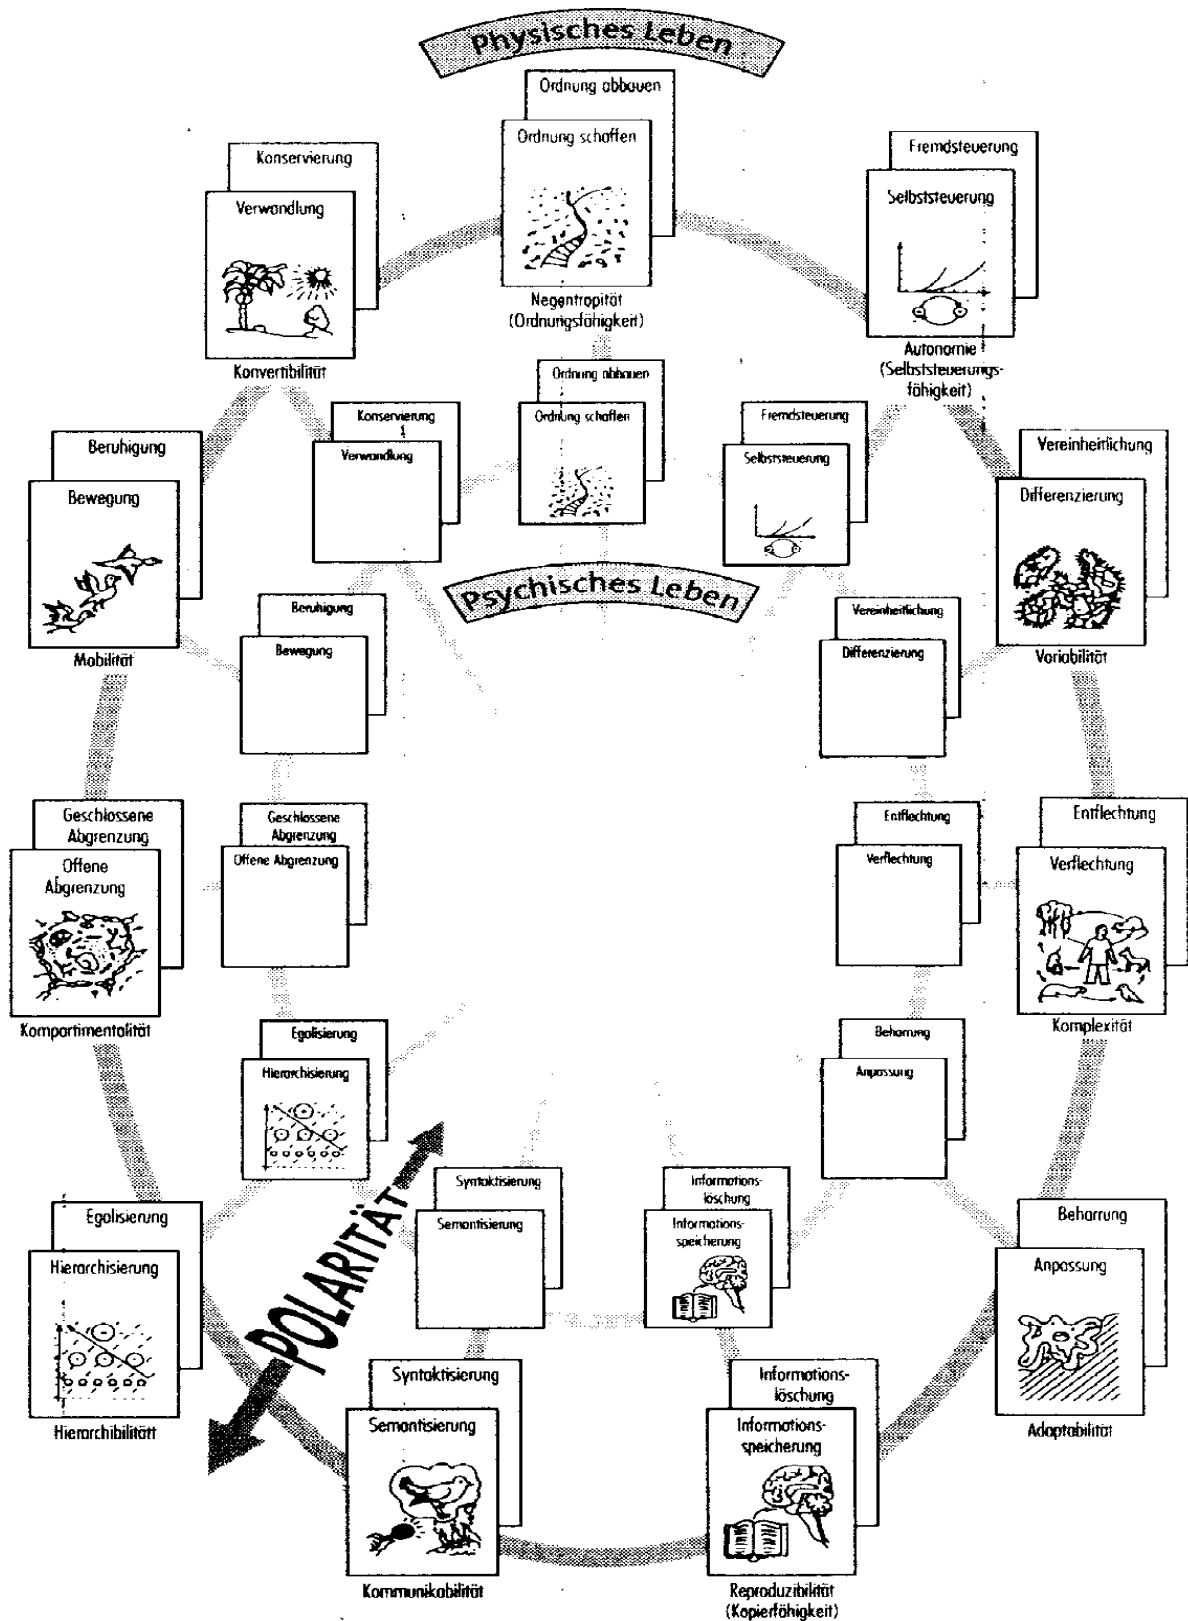 Physisches Leben
Ordnung abbauen
Ordnung schaffen
Negentropität
(Ordnungsfähigkeit)
Fremdsteuerung
Selbststeuerung
Autonomie
(Selbststeuerungs-
fähigkeit)
Konservierung
Verwandlung
Konvertibilität
Ordnung abbauen
Ordnung schaffen
Konservierung
Verwandlung
Fremdsteuerung
Selbststeuerung
Beruhigung
Bewegung
Mobilität
Vereinheitlichung
Differenzierung
Variabilität
Psychisches Leben
Beruhigung
Bewegung
Vereinheitlichung
Differenzierung
Geschlossene
Abgrenzung
Offene
Abgrenzung
Kompartimentalität
Geschlossene
Abgrenzung
Offene Abgrenzung
Entflechtung
Verflechtung
Entflechtung
Verflechtung
Komplexität
Egalisierung
Hierarchisierung
Beharrung
Anpassung
POLARITÄT
Syntaktisierung
Semantisierung
Informations-
löschung
Informations-
speicherung
Egalisierung
Hierarchisierung
Hierarchibilitätt
Beharrung
Anpassung
Adaptabilität
Syntaktisierung
Semantisierung
Kommunikabilität
Informations-
löschung
Informations-
speicherung
Reproduzibilität
(Kopierfähigkeit)